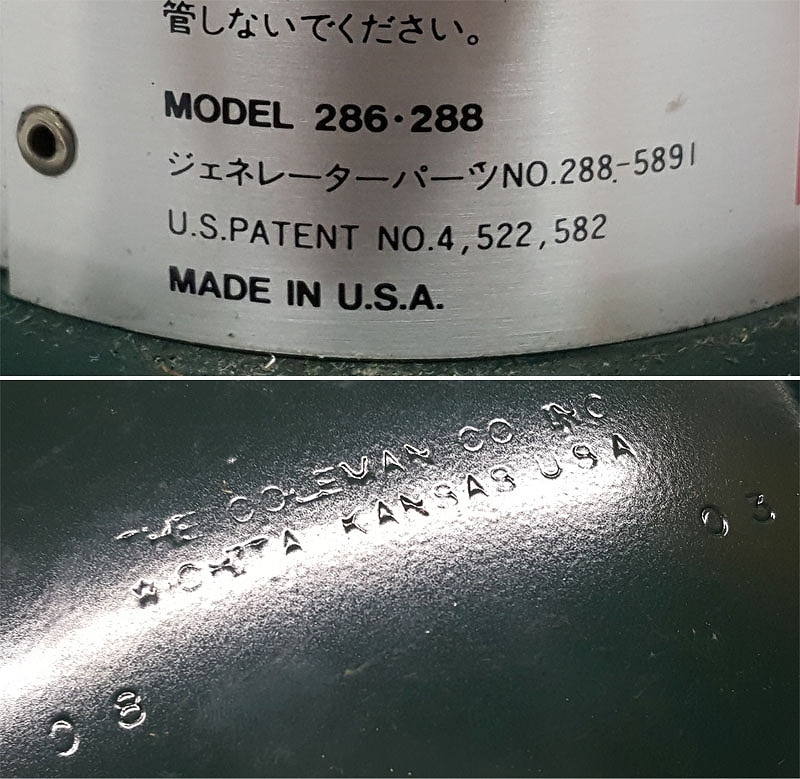 管しないでください。
MODEL 286・288
ジェネレーターパーツNO.288-5891
U.S.PATENT NO.4,522,582
MADE IN U.S.A.
THE COLEMAN CO INC
WICHITA KANSAS USA
03
08